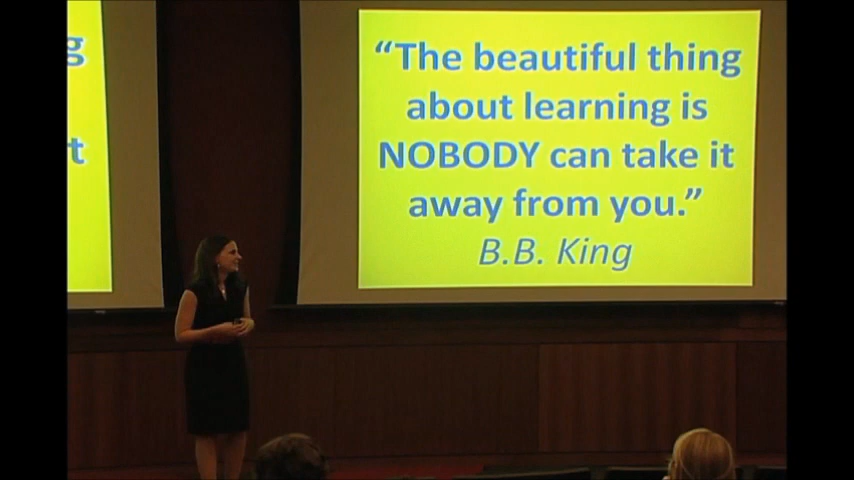 g
t
“The beautiful thing
about learning is
NOBODY can take it
away from you.”
B.B. King